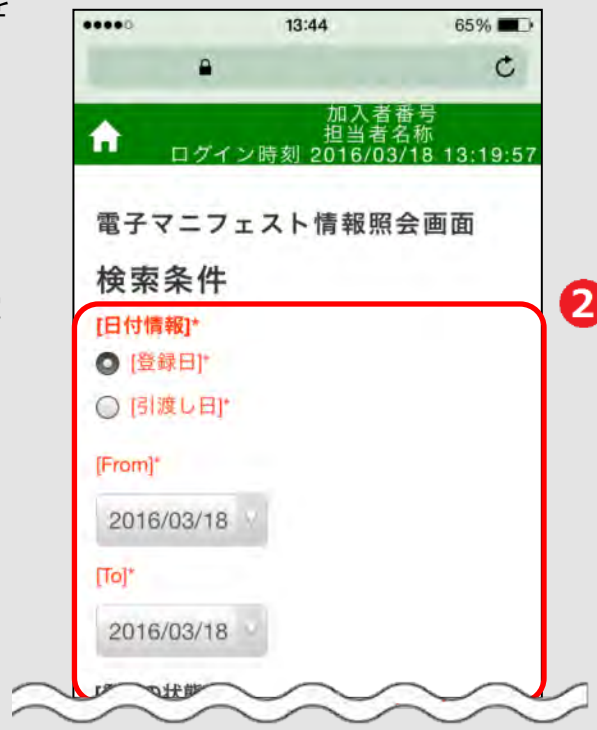 13:44
65%
加入者番号
担当者名称
ログイン時刻 2016/03/18 13:19:57
電子マニフェスト情報照会画面
検索条件
2
[日付情報]*
[登録日]*
[引渡し日]*
[From]*
2016/03/18
[To]*
2016/03/18
の状態